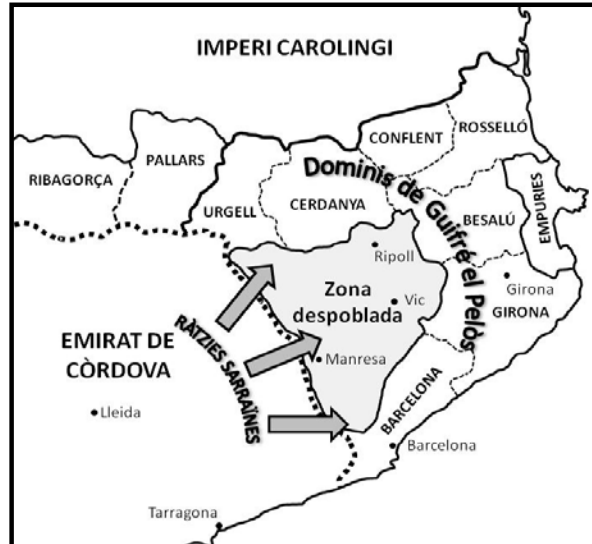 IMPERI CAROLINGI
CONFLENT
ROSSELLÓ
PALLARS
RIBAGORÇA
URGELL
CERDANYA
Dominis de Guifré el Pelós
BESALÚ
EMPURIES
Ripoll
Girona
GIRONA
Zona
despoblada
Vic
RÀTZIES SARRAÏNES
EMIRAT DE
CÒRDOVA
Manresa
Lleida
BARCELONA
Barcelona
Tarragona